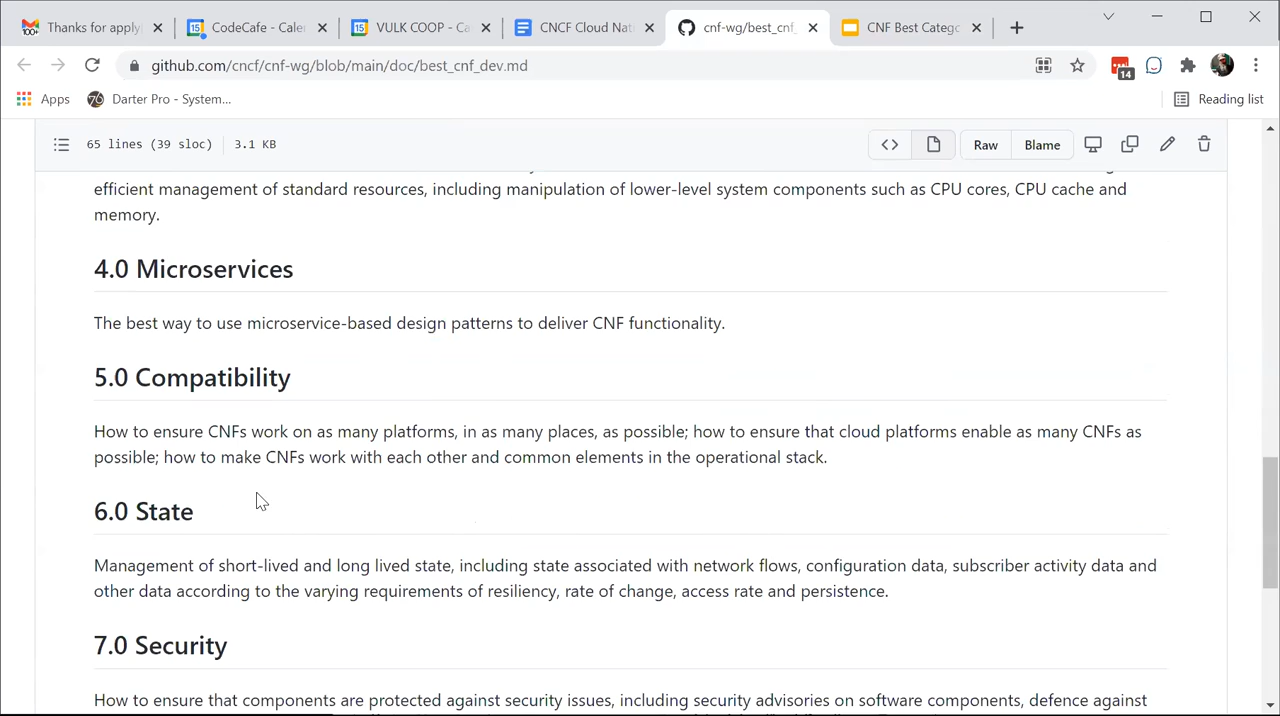 Thanks for apply
CodeCafe - Cale
VULK COOP - Ca
CNCF Cloud Nat
cnf-wg/best_cnf_
CNF Best Catego
github.com/cncf/cnf-wg/blob/main/doc/best_cnf_dev.md
14
Apps
Darter Pro - System...
Reading list
65 lines (39 sloc)
3.1 KB
Raw
Blame
efficient management of standard resources, including manipulation of lower-level system components such as CPU cores, CPU cache and
memory.
4.0 Microservices
The best way to use microservice-based design patterns to deliver CNF functionality.
5.0 Compatibility
How to ensure CNFs work on as many platforms, in as many places, as possible; how to ensure that cloud platforms enable as many CNFs as
possible; how to make CNFs work with each other and common elements in the operational stack.
6.0 State
Management of short-lived and long lived state, including state associated with network flows, configuration data, subscriber activity data and
other data according to the varying requirements of resiliency, rate of change, access rate and persistence.
7.0 Security
How to ensure that components are protected against security issues, including security advisories on software components, defence against